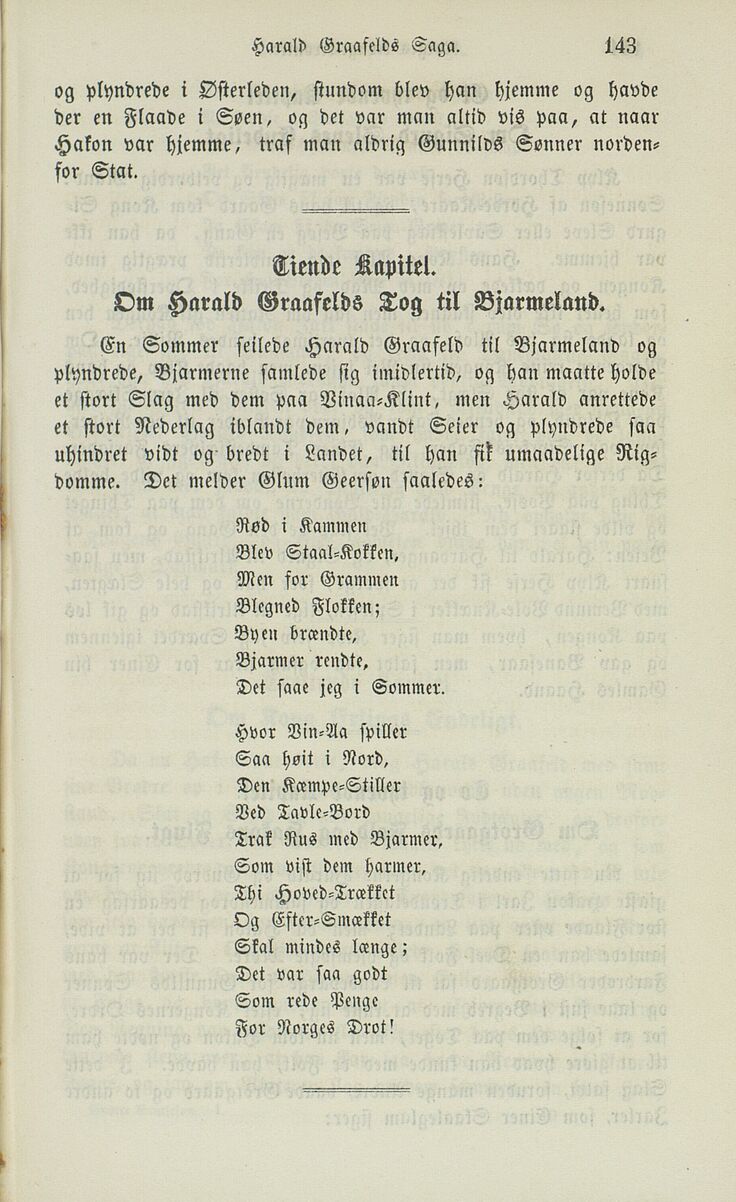 Harald Graafelds Saga. 143
og plyndrede i Østerleden, stundom blev han hjemme og havde
der en Flaade i Søen, og det var man altid vis paa, at naar
Hakon var hjemme, traf man aldrig Gunnilds Sønner norden-
for Stat.
Tiende Kapitel.
Om Harald Graafelds Tog til Bjarmeland.
En Sommer seilede Harald Graafeld til Bjarmeland og
plyndrede, Bjarmerne samlede sig imidlertid, og han maatte holde
et stort Slag med dem paa Vinaa-Klint, men Harald anrettede
et stort Nederlag iblandt dem, vandt Seier og plyndrede saa
uhindret vidt og bredt i Landet, til han fik umaadelige Rig-
domme. Det melder Glum Geersøn saaledes:
Rød i Kammen
Blev Staal-Kokken,
Men for Grammen
Blegned Flokken;
Byen brændte,
Bjarmer rendte,
Det saae jeg i Sommer.
Hvor Vin-Aa spiller
Saa høit i Nord,
Den Kæmpe-Stiller
Ved Tavle-Bord
Trak Rus med Bjarmer,
Som vist dem harmer,
Thi Hoved-Trækket
Og Efter-Smækket
Skal mindes længe;
Det var saa godt
Som rede Penge
For Norges Drot!